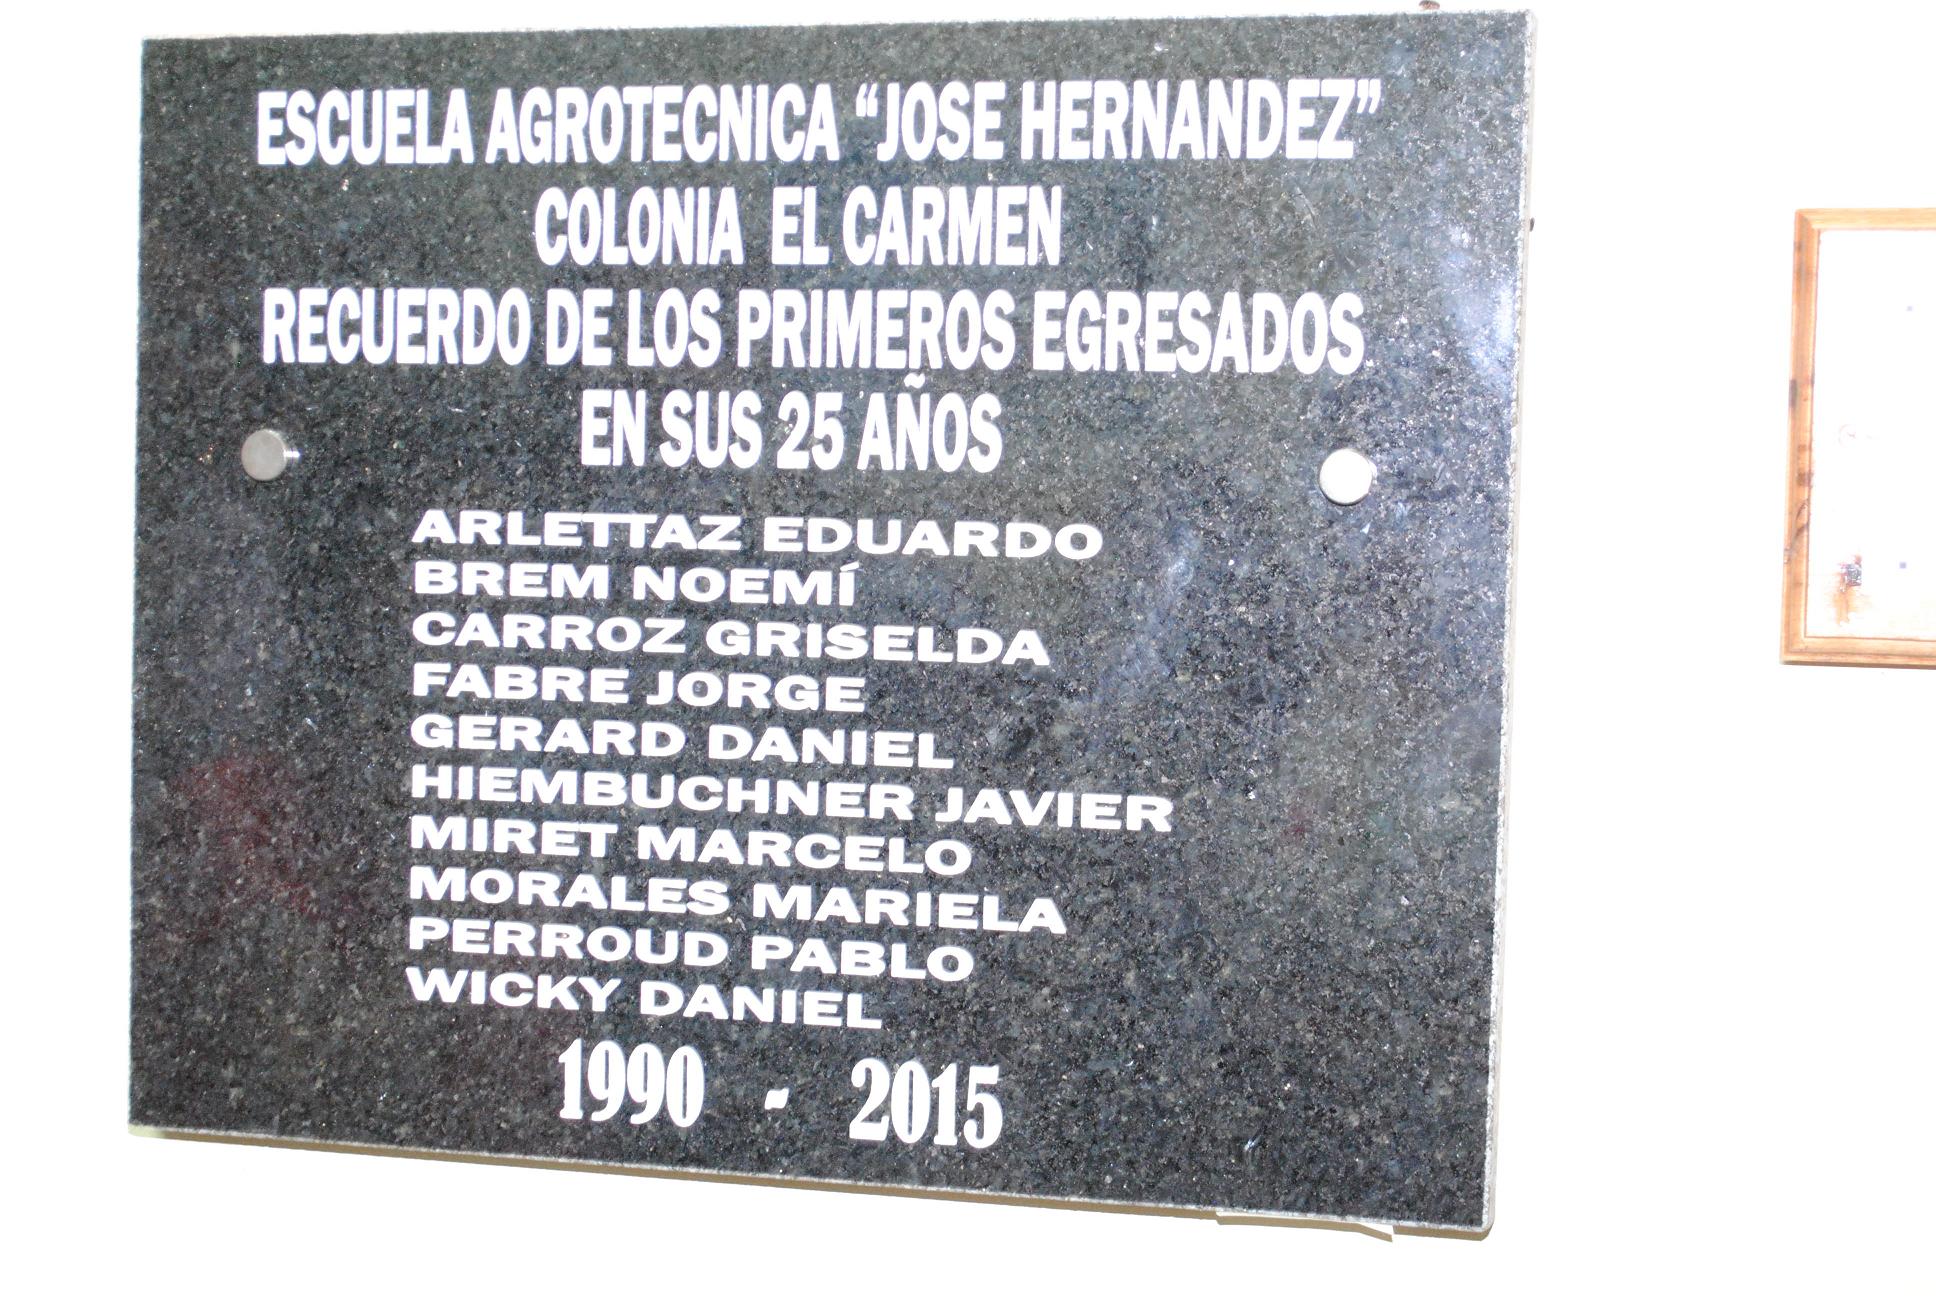 ESCUELA AGROTECNICA “JOSE HERNANDEZ”
COLONIA EL CARMEN
RECUERDO DE LOS PRIMEROS EGRESADOS
EN SUS 25 AÑOS
ARLETTAZ EDUARDO
BREM NOEMÍ
CARROZ GRISELDA
FABRE JORGE
GERARD DANIEL
HIEMBUCHNER JAVIER
MIRET MARCELO
MORALES MARIELA
PERROUD PABLO
WICKY DANIEL
1990 - 2015